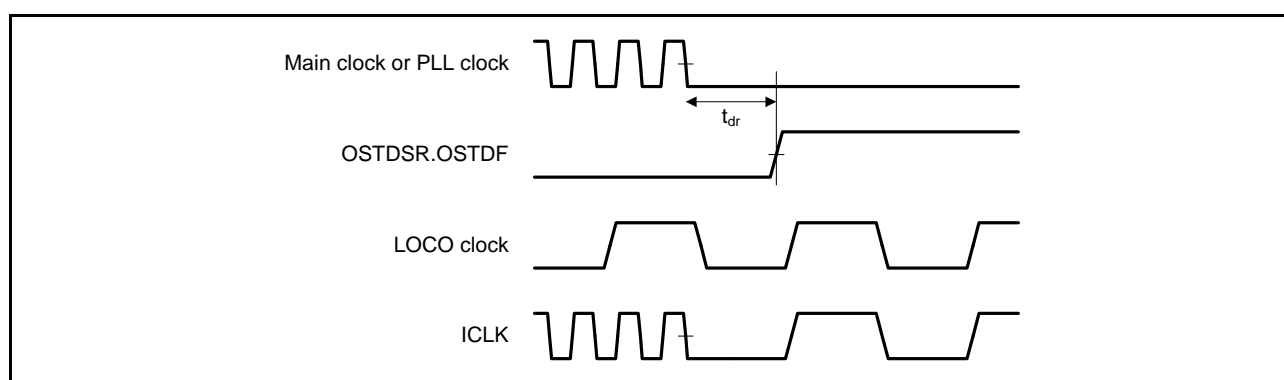 Main clock or PLL clock
tdr
OSTDSR.OSTDF
LOCO clock
ICLK